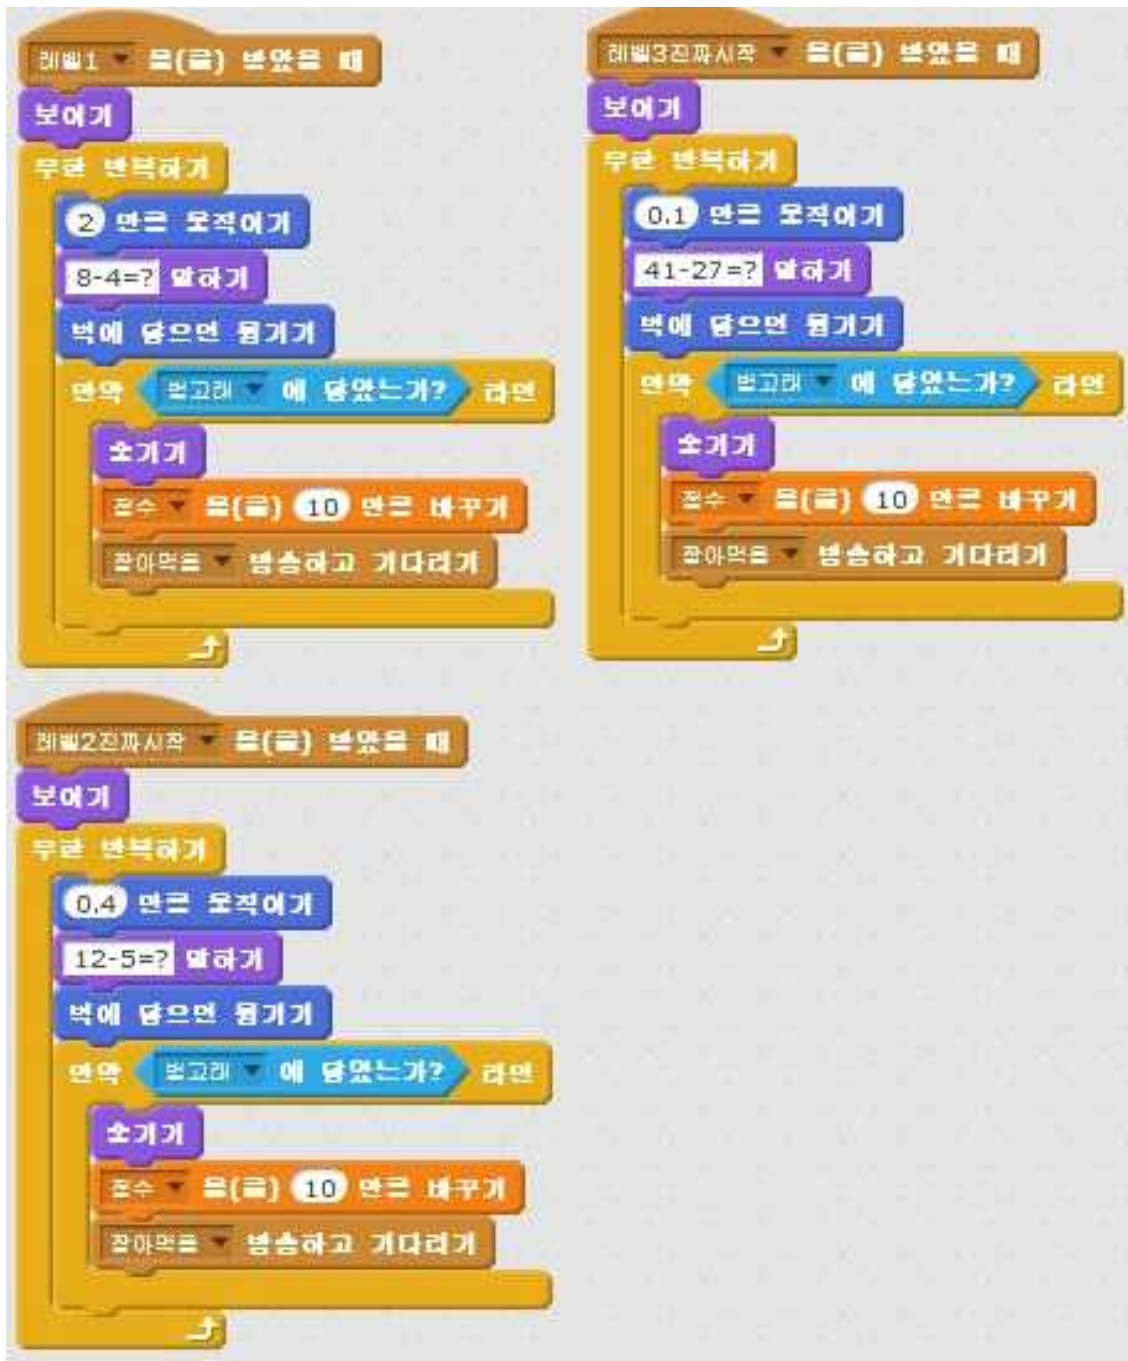 레벨1 을(를) 받았을 때
보이기
무한 반복하기
2 만큼 움직이기
8-4=? 말하기
벽에 닿으면 튕기기
만약 범고래 에 닿았는가? 라면
숨기기
점수 을(를) 10 만큼 바꾸기
잡아먹음 방송하고 기다리기
레벨3진짜시작 을(를) 받았을 때
보이기
무한 반복하기
0.1 만큼 움직이기
41-27=? 말하기
벽에 닿으면 튕기기
만약 범고래 에 닿았는가? 라면
숨기기
점수 을(를) 10 만큼 바꾸기
잡아먹음 방송하고 기다리기
레벨2진짜시작 을(를) 받았을 때
보이기
무한 반복하기
0.4 만큼 움직이기
12-5=? 말하기
벽에 닿으면 튕기기
만약 범고래 에 닿았는가? 라면
숨기기
점수 을(를) 10 만큼 바꾸기
잡아먹음 방송하고 기다리기